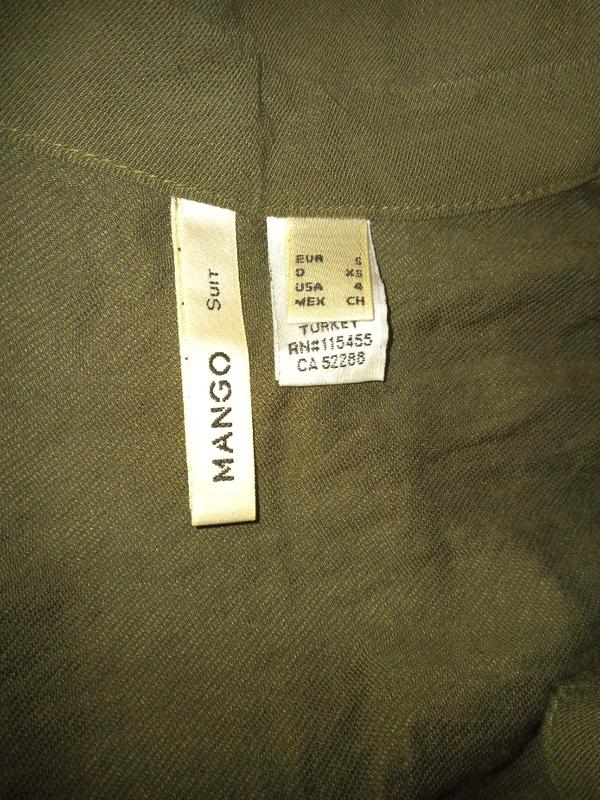 MANGO Suit
EUR S
D XS
USA 4
MEX CH
TURKEY
RN#115455
CA 52288